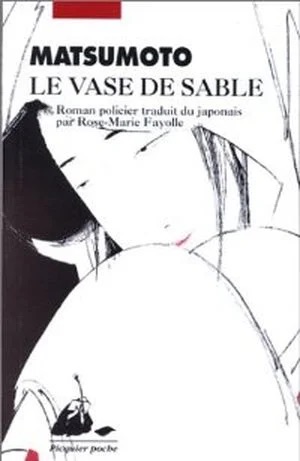 MATSUMOTO
LE VASE DE SABLE
Roman policier traduit du japonais
par Rose-Marie Fayolle
Picquier poche